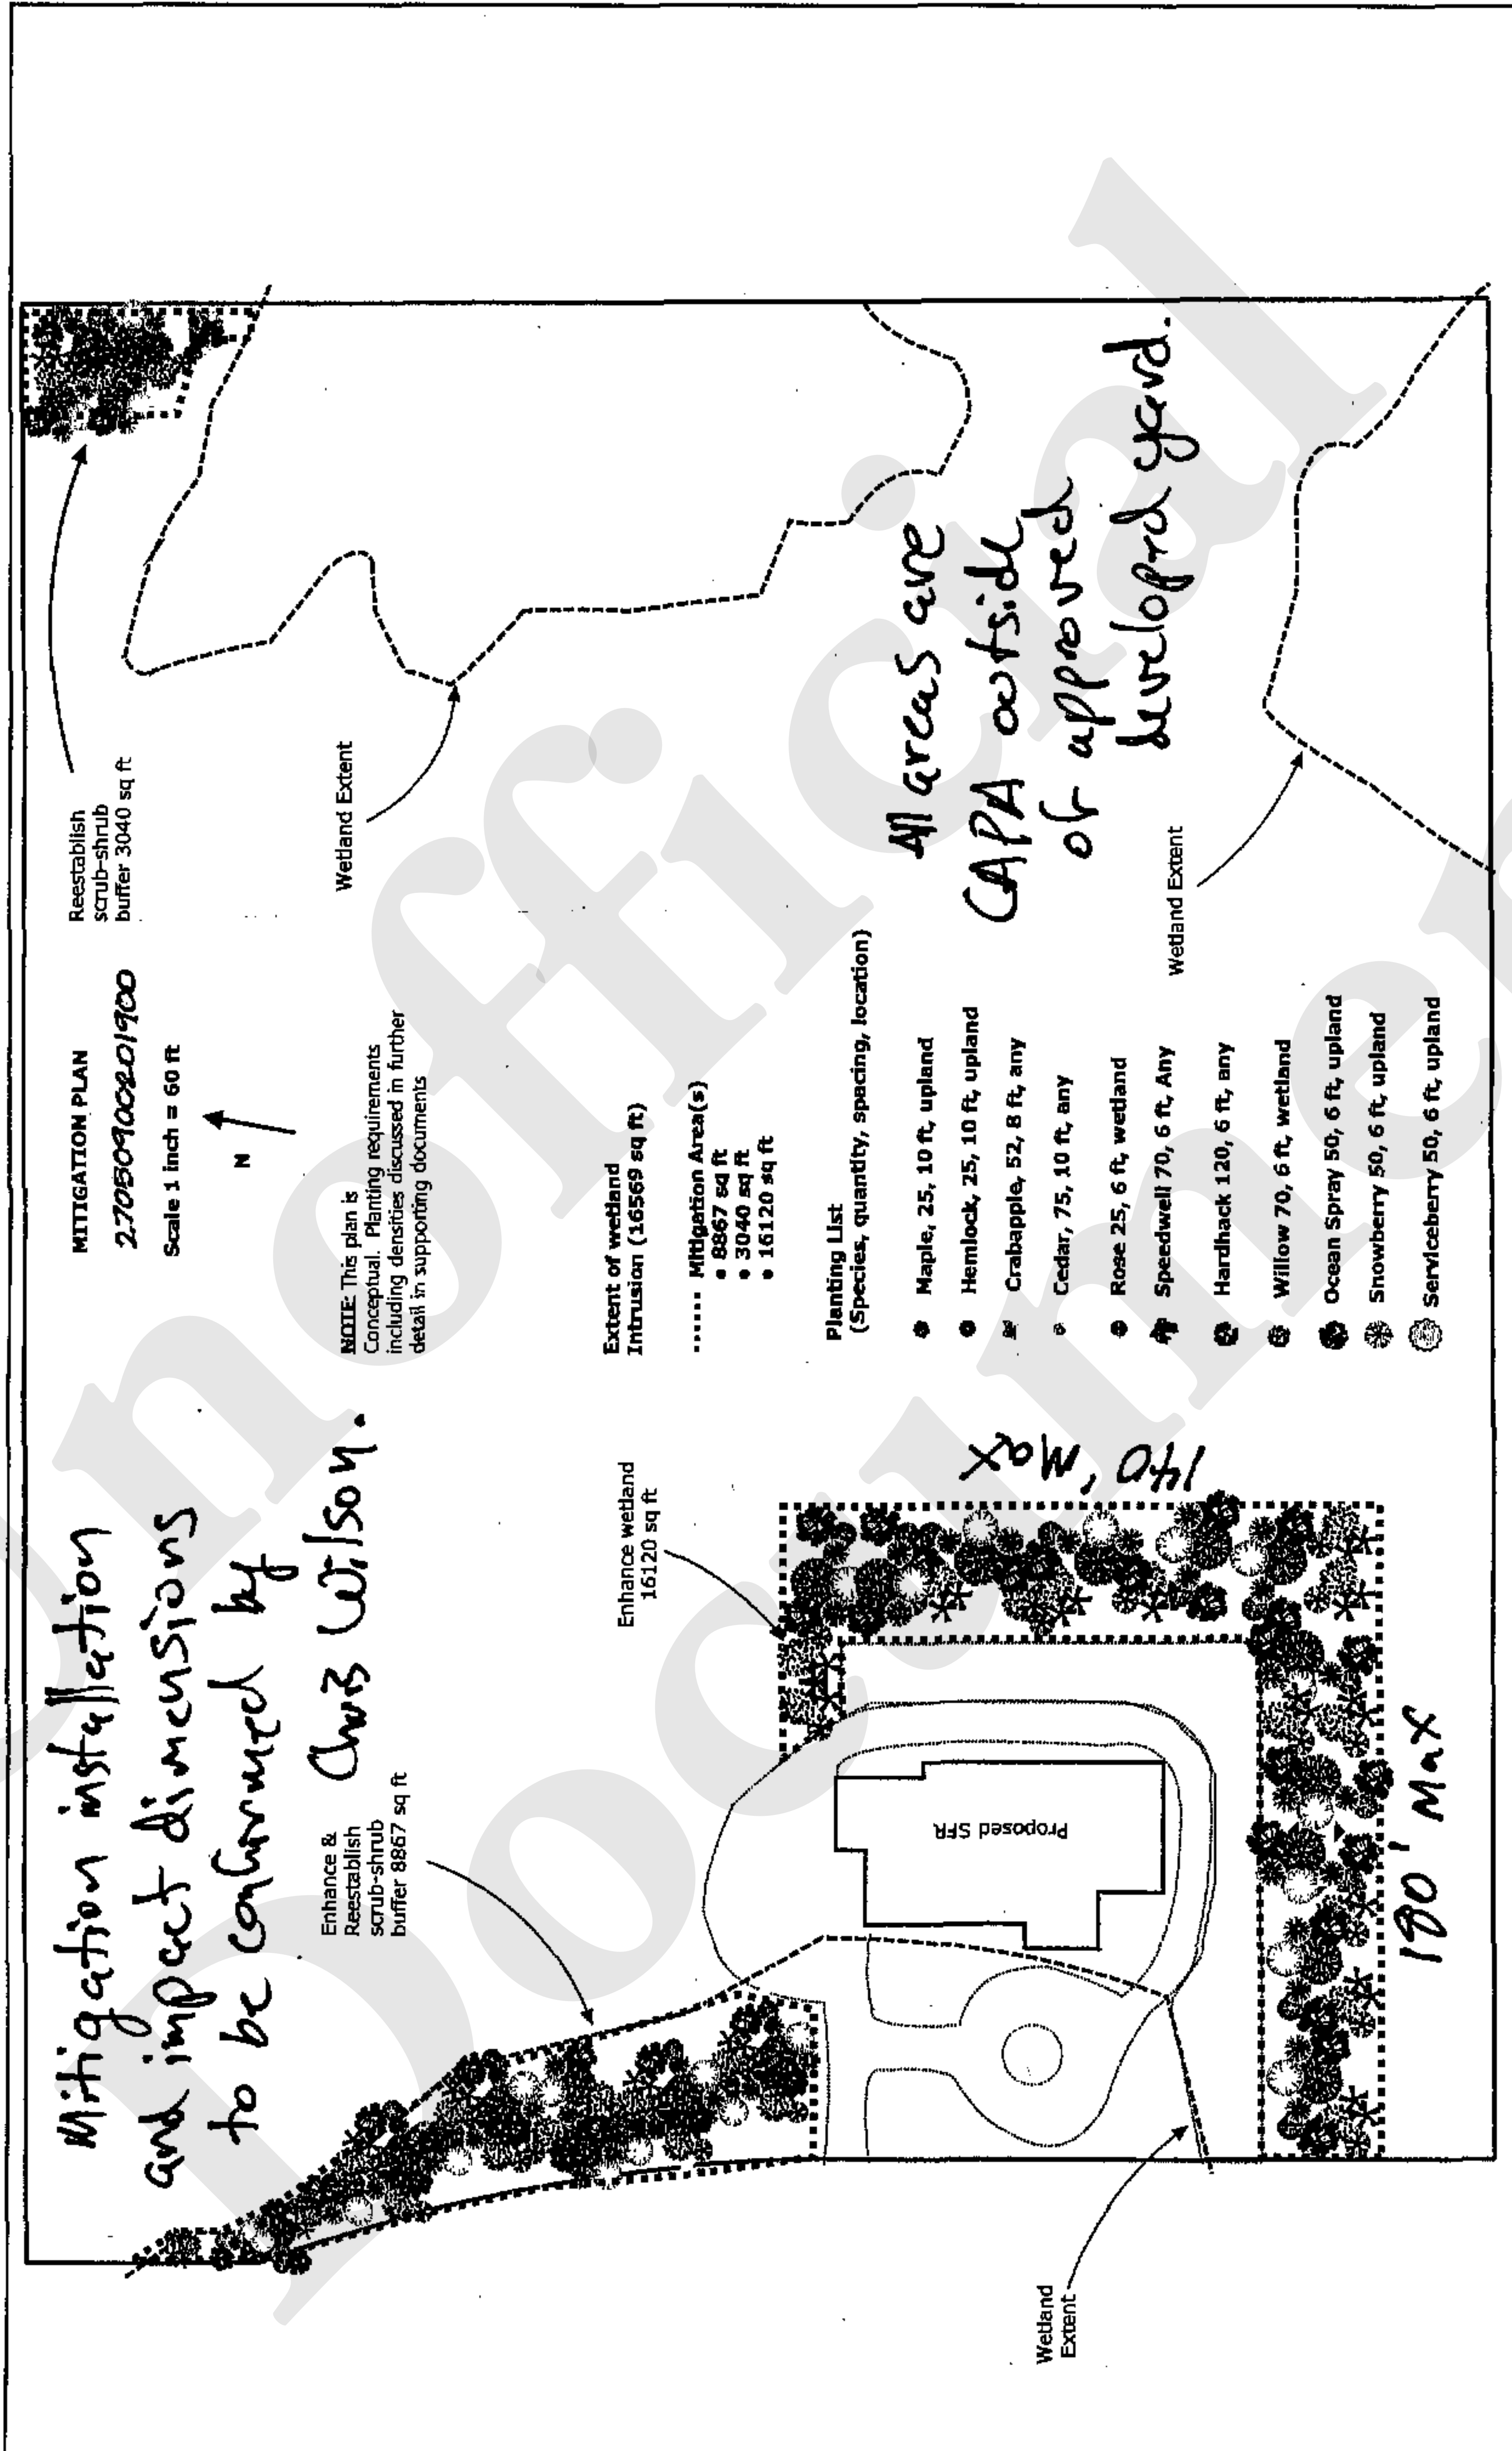 Mitigation installation
and impact dimensions
to be confirmed by
Chris Wilson.
MITIGATION PLAN
27050900201900
Scale 1 inch = 60 ft
N
NOTE: This plan is
Conceptual. Planting requirements
including densities discussed in further
detail in supporting documents
Reestablish
scrub-shrub
buffer 3040 sq ft
Wetland Extent
Enhance &
Reestablish
scrub-shrub
buffer 8867 sq ft
Enhance wetland
16120 sq ft
Extent of wetland
Intrusion (16569 sq ft)
Mitigation Area(s)
• 8867 sq ft
• 3040 sq ft
• 16120 sq ft
Planting List
(Species, quantity, spacing, location)
Maple, 25, 10 ft, upland
Hemlock, 25, 10 ft, upland
Crabapple, 52, 8 ft, any
Cedar, 75, 10 ft, any
Rose 25, 6 ft, wetland
Speedwell 70, 6 ft, Any
Hardhack 120, 6 ft, any
Willow 70, 6 ft, wetland
Ocean Spray 50, 6 ft, upland
Snowberry 50, 6 ft, upland
Serviceberry 50, 6 ft, upland
All areas are
CAPA outside
of approved
developed yard.
Wetland Extent
Proposed SFR
140' Max
180' Max
Wetland
Extent
Unofficial
Document